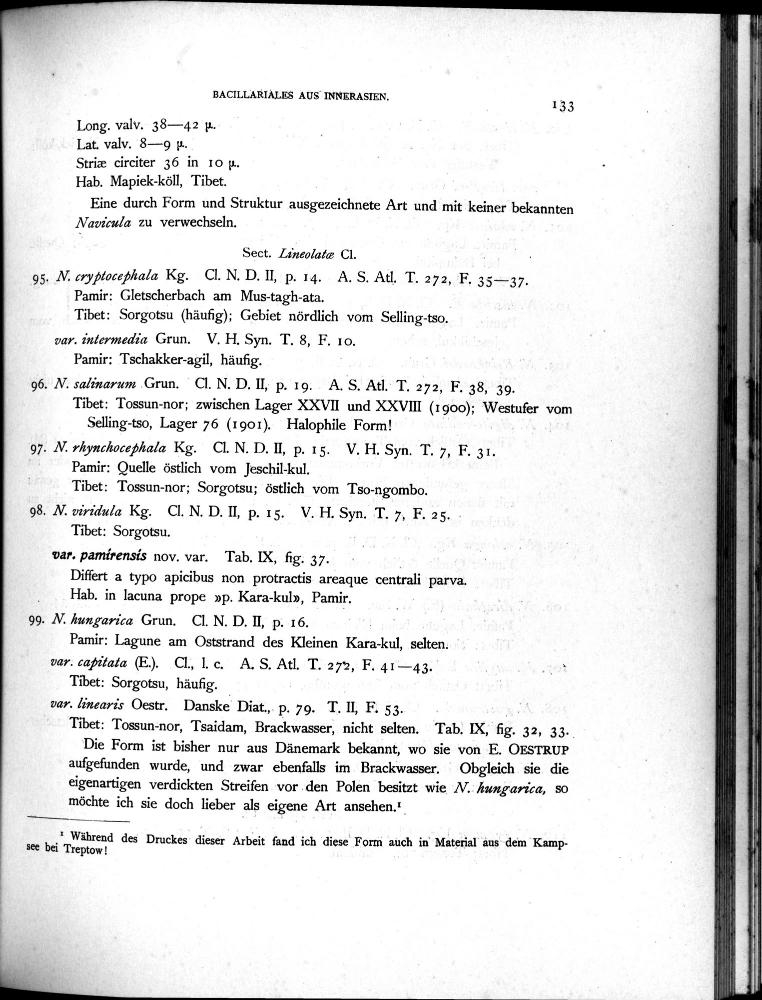 BACILLARIALES AUS INNERASIEN.
133
Long. valv. 38—42 µ.
Lat. valv. 8—9 µ.
Striæ circiter 36 in 10 µ.
Hab. Mapiek-köll, Tibet.
Eine durch Form und Struktur ausgezeichnete Art und mit keiner bekannten
Navicula zu verwechseln.
Sect. Lineolatæ Cl.
95. N. cryptocephala Kg. Cl. N. D. II, p. 14. A. S. Atl. T. 272, F. 35—37.
Pamir: Gletscherbach am Mus-tagh-ata.
Tibet: Sorgotsu (häufig); Gebiet nördlich vom Selling-tso.
var. intermedia Grun. V. H. Syn. T. 8, F. 10.
Pamir: Tschakker-agil, häufig.
96. N. salinarum Grun. Cl. N. D. II, p. 19. A. S. Atl. T. 272, F. 38, 39.
Tibet: Tossun-nor; zwischen Lager XXVII und XXVIII (1900); Westufer vom
Selling-tso, Lager 76 (1901). Halophile Form!
97. N. rhynchocephala Kg. Cl. N. D. II, p. 15. V. H. Syn. T. 7, F. 31.
Pamir: Quelle östlich vom Jeschil-kul.
Tibet: Tossun-nor; Sorgotsu; östlich vom Tso-ngombo.
98. N. viridula Kg. Cl. N. D. II, p. 15. V. H. Syn. T. 7, F. 25.
Tibet: Sorgotsu.
var. pamirensis nov. var. Tab. IX, fig. 37.
Differt a typo apicibus non protractis areaque centrali parva.
Hab. in lacuna prope »p. Kara-kul», Pamir.
99. N. hungarica Grun. Cl. N. D. II, p. 16.
Pamir: Lagune am Oststrand des Kleinen Kara-kul, selten.
var. capitata (E.). Cl., l. c. A. S. Atl. T. 272, F. 41—43.
Tibet: Sorgotsu, häufig.
var. linearis Oestr. Danske Diat., p. 79. T. II, F. 53.
Tibet: Tossun-nor, Tsaidam, Brackwasser, nicht selten. Tab. IX, fig. 32, 33.
Die Form ist bisher nur aus Dänemark bekannt, wo sie von E. OESTRUP
aufgefunden wurde, und zwar ebenfalls im Brackwasser. Obgleich sie die
eigenartigen verdickten Streifen vor den Polen besitzt wie N. hungarica, so
möchte ich sie doch lieber als eigene Art ansehen.¹
¹ Während des Druckes dieser Arbeit fand ich diese Form auch in Material aus dem Kamp-
see bei Treptow!